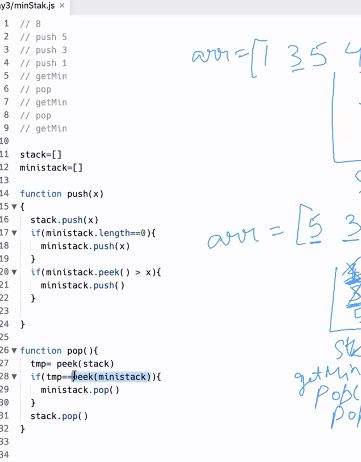 y3/minStak.js ×
1 // 8
2 // push 5
3 // push 3
4 // push 1
5 // getMin
6 // pop
7 // getMin
8 // pop
9 // getMin
10
11 stack=[]
12 ministack=[]
13
14 function push(x)
15 {
16 stack.push(x)
17 if(ministack.length==0){
18 ministack.push(x)
19 }
20 if(ministack.peek() > x){
21 ministack.push()
22 }
23
24 }
25
26 function pop(){
27 tmp= peek(stack)
28 if(tmp==peek(ministack)){
29 ministack.pop()
30 }
31 stack.pop()
32 }
33
34
arr=[1 3 5 4
arr = [5 3
getMin
pop(
pop